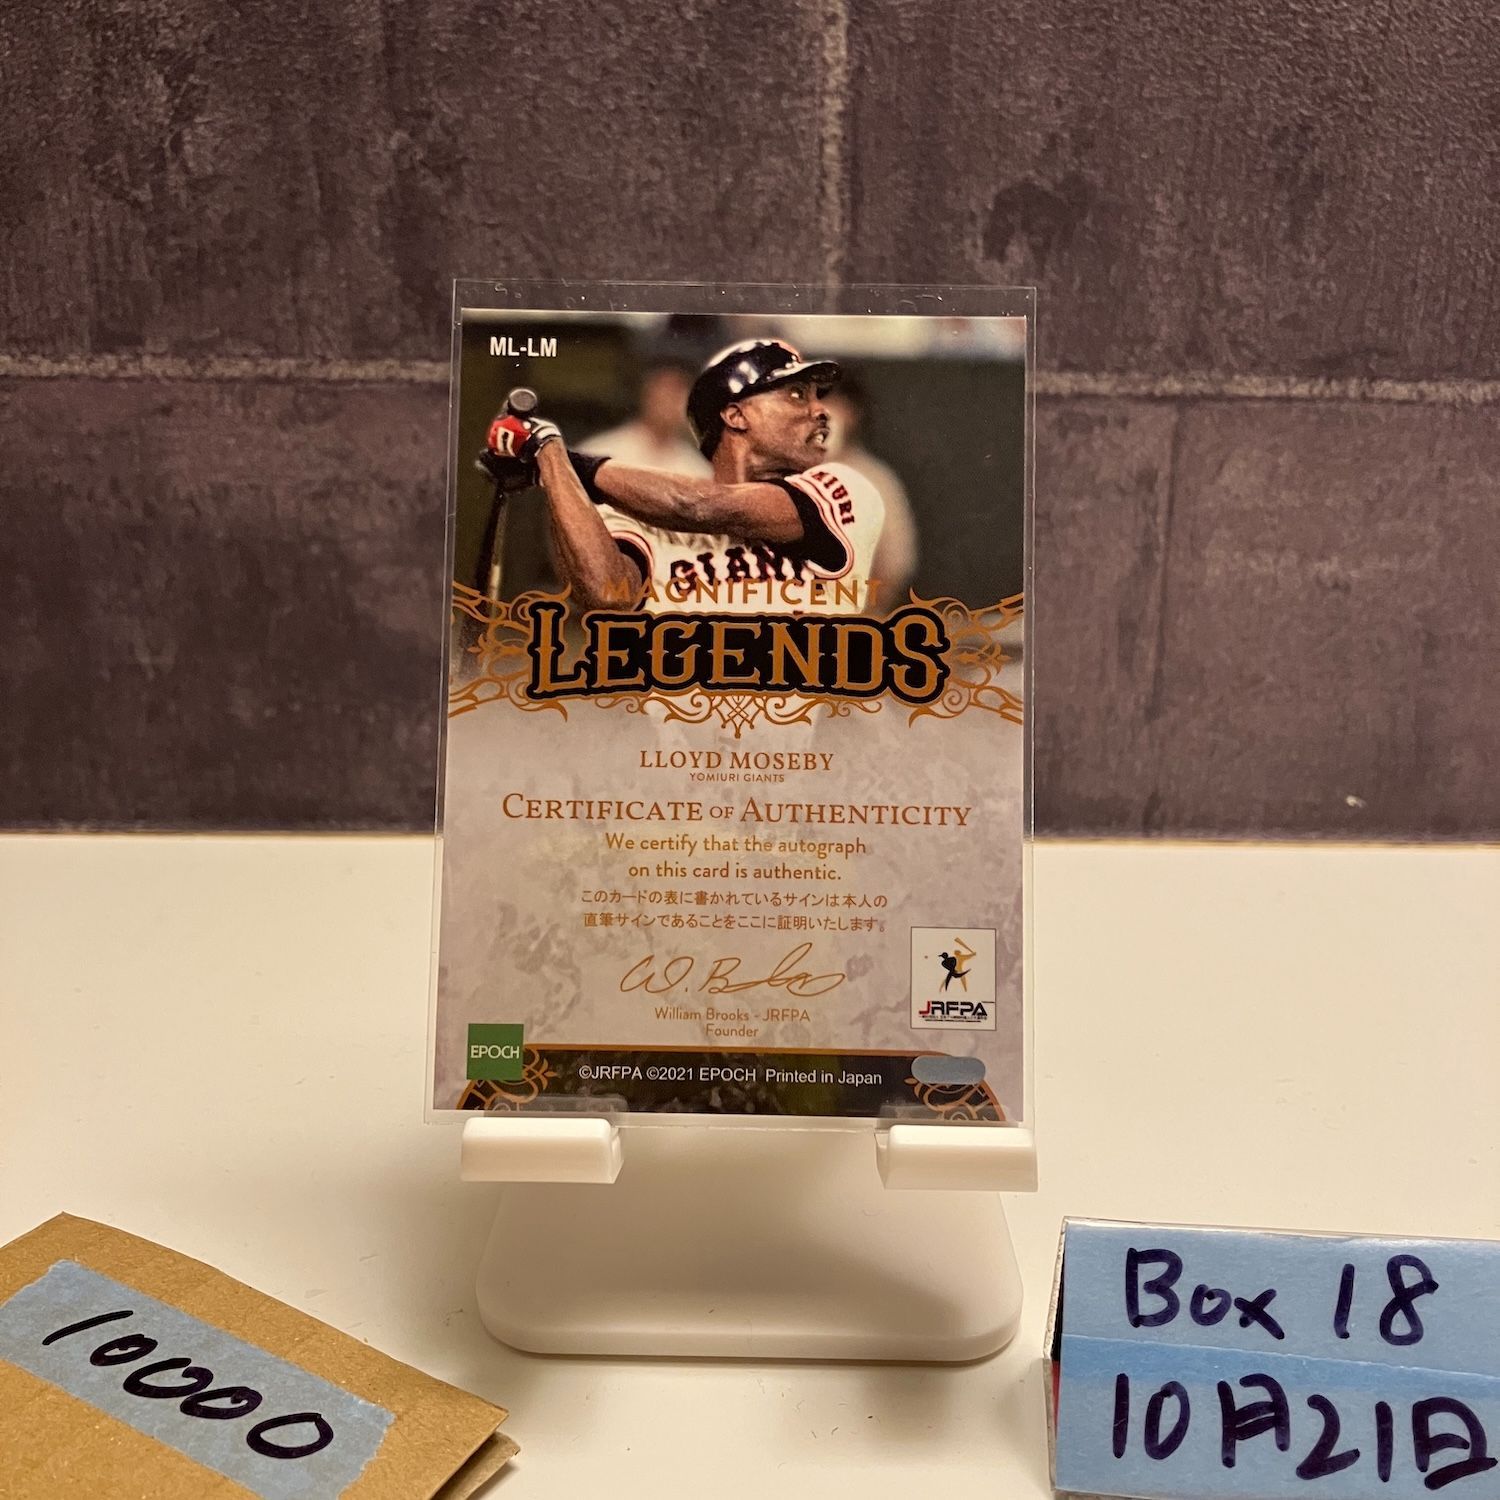 ML-LM
GIANT
MAGNIFICENT
LEGENDS
LLOYD MOSEBY
YOMIURI GIANTS
CERTIFICATE OF AUTHENTICITY
We certify that the autograph
on this card is authentic.
このカードの表に書かれているサインは本人の
直筆サインであることをここに証明いたします。
W. Brooks
William Brooks - JRFPA
Founder
JRFPA
EPOCH
©JRFPA ©2021 EPOCH Printed in Japan
10000
Box 18
10月21日